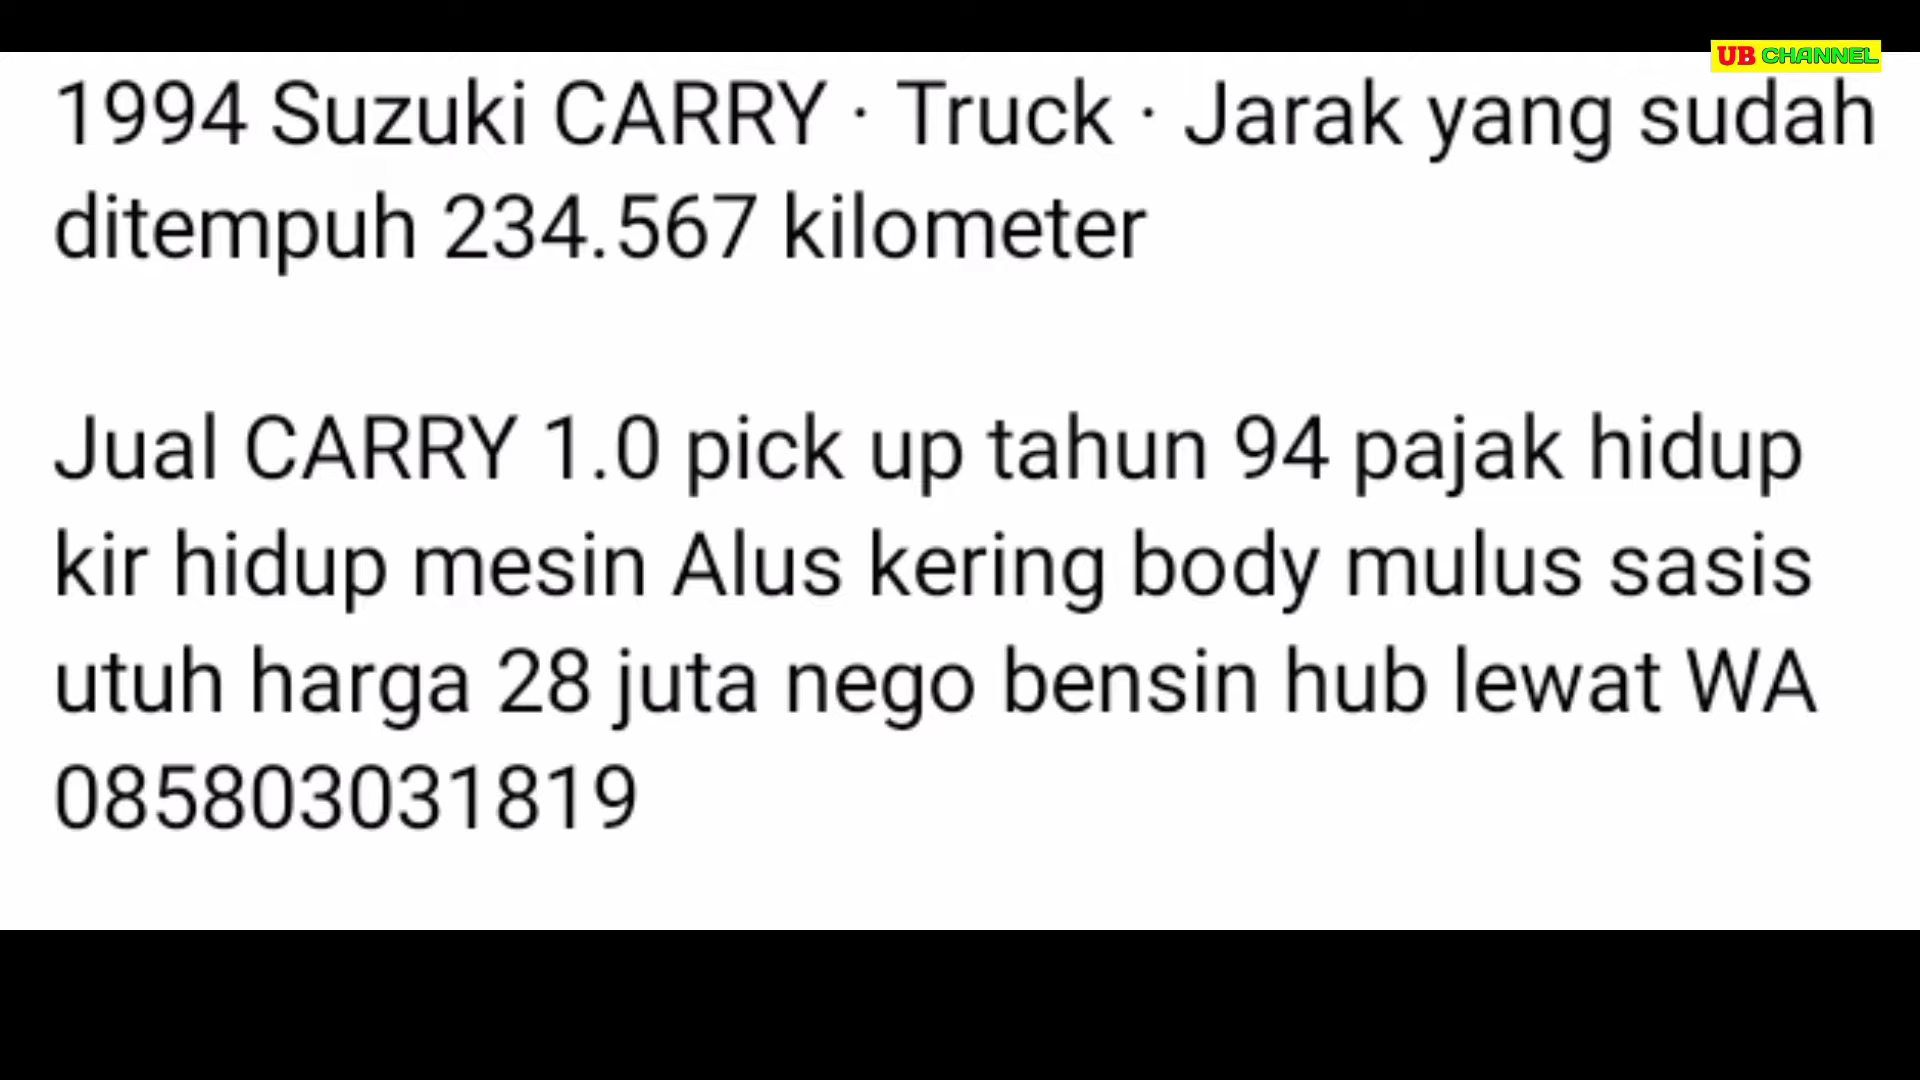 UB CHANNEL
1994 Suzuki CARRY · Truck · Jarak yang sudah
ditempuh 234.567 kilometer
Jual CARRY 1.0 pick up tahun 94 pajak hidup
kir hidup mesin Alus kering body mulus sasis
utuh harga 28 juta nego bensin hub lewat WA
085803031819